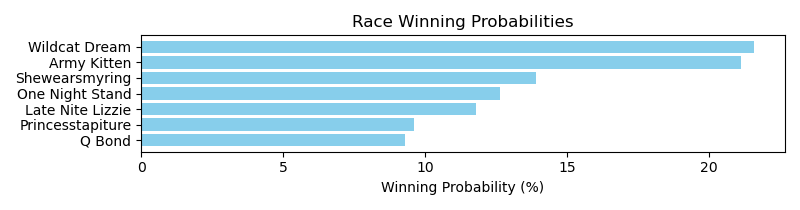 Race Winning Probabilities
Wildcat Dream
Army Kitten
Shewearsmyring
One Night Stand
Late Nite Lizzie
Princesstapiture
Q Bond
0 5 10 15 20
Winning Probability (%)